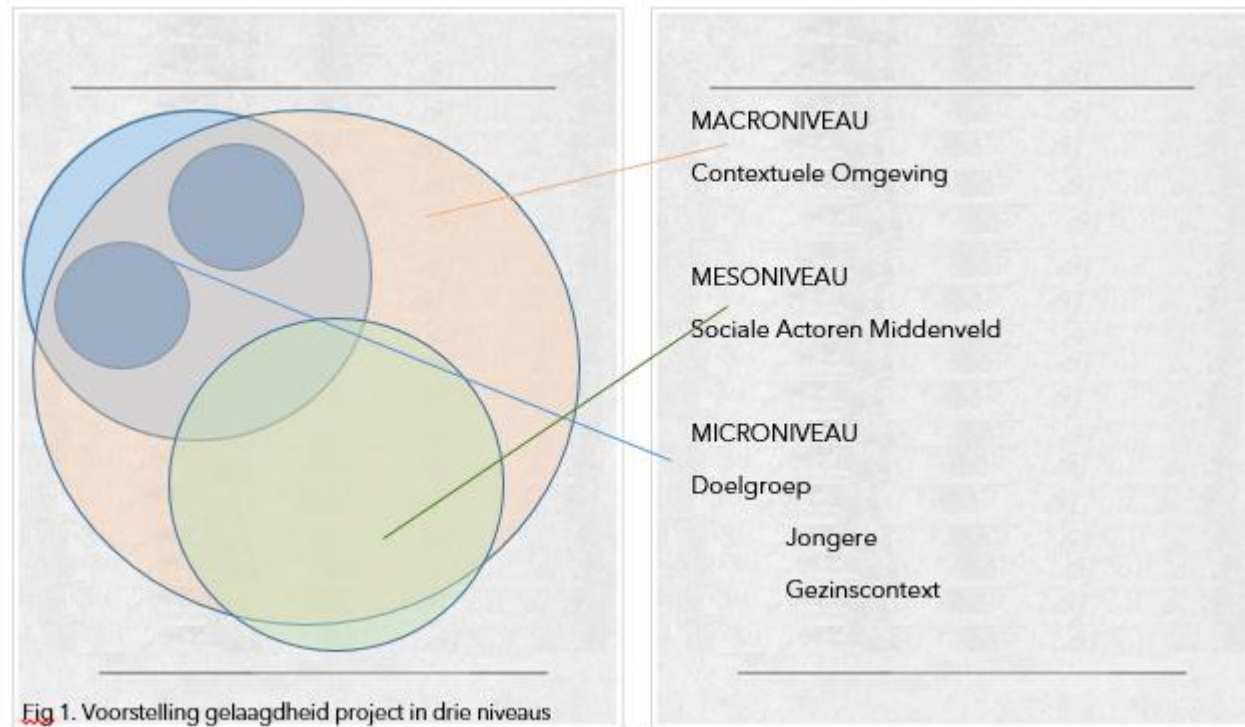 MACRONIVEAU
Contextuele Omgeving
MESONIVEAU
Sociale Actoren Middenveld
MICRONIVEAU
Doelgroep
Jongere
Gezinscontext
Fig 1. Voorstelling gelaagdheid project in drie niveaus